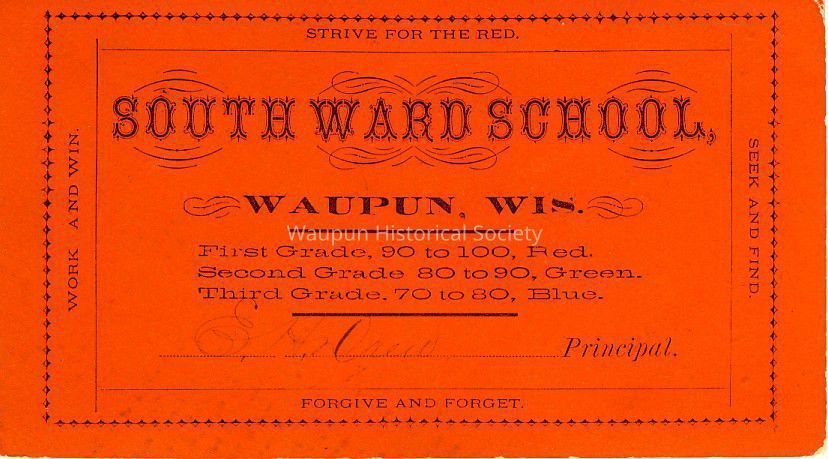 STRIVE FOR THE RED.
SOUTH WARD SCHOOL,
WAUPUN, WIS.
Waupun Historical Society
First Grade, 90 to 100, Red.
Second Grade 80 to 90, Green.
Third Grade, 70 to 80, Blue.
E. H. Principal.
FORGIVE AND FORGET.
WORK AND WIN.
SEEK AND FIND.